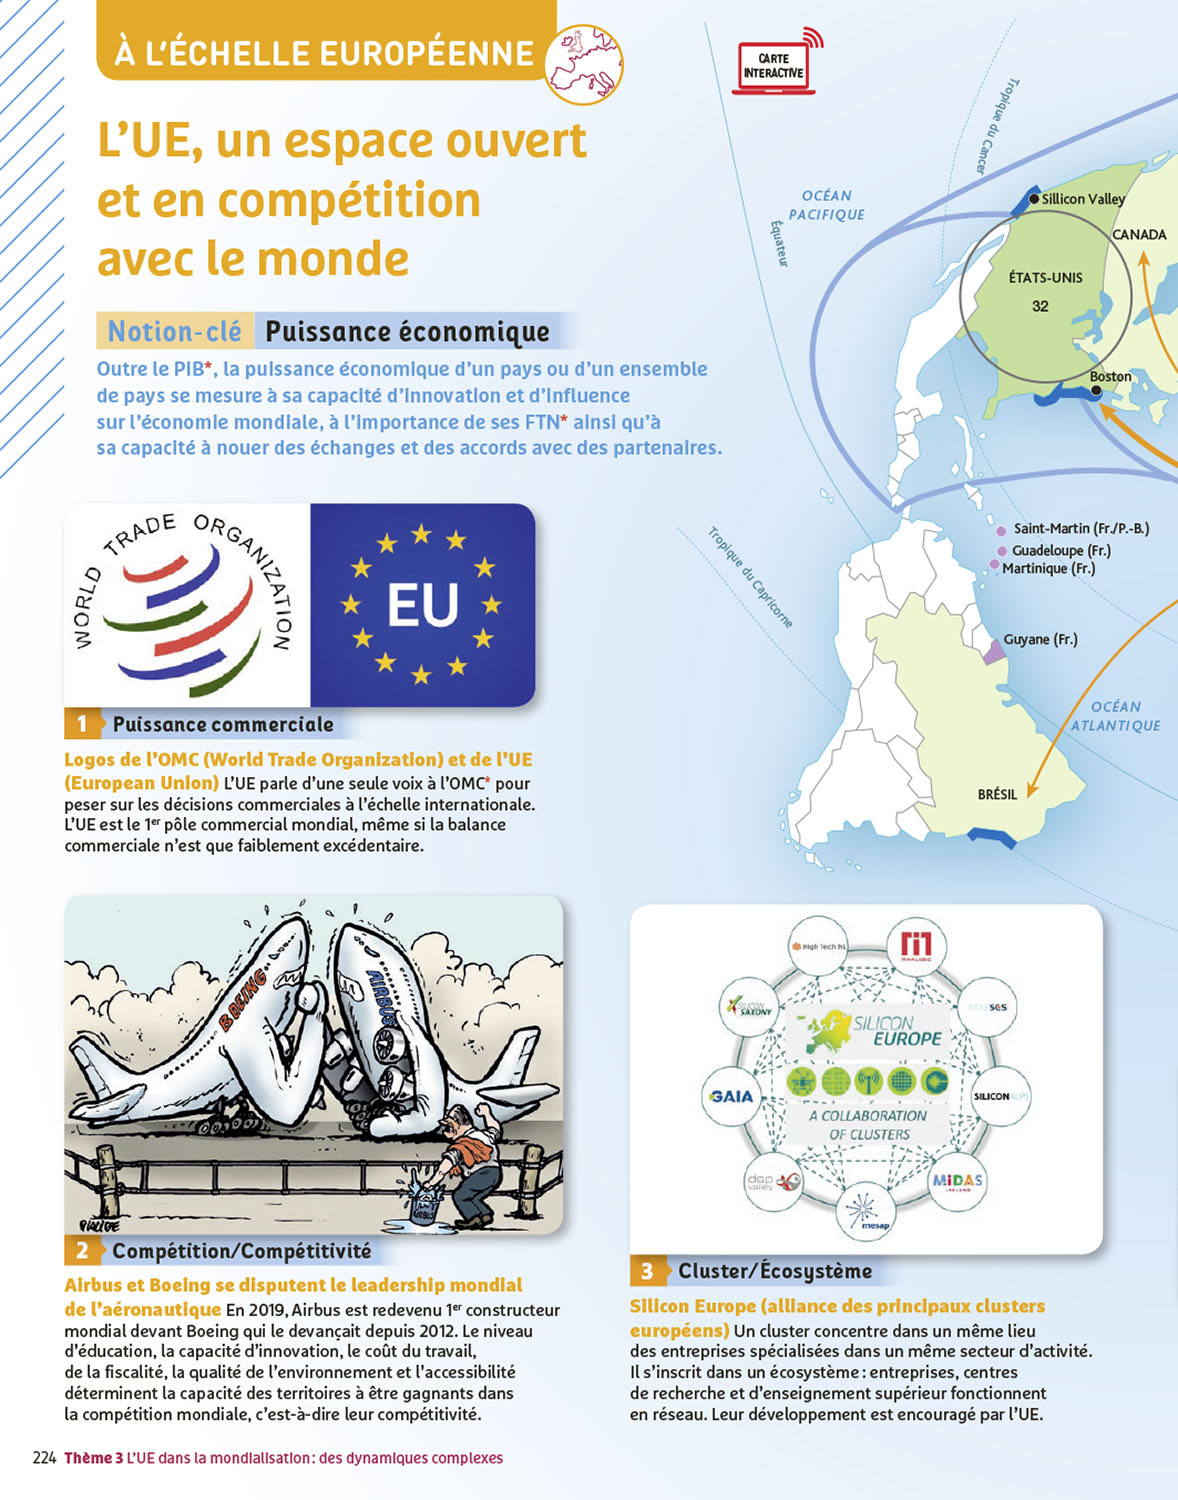 À L'ÉCHELLE EUROPÉENNE
L'UE, un espace ouvert
et en compétition
avec le monde
Notion-clé Puissance économique
Outre le PIB*, la puissance économique d'un pays ou d'un ensemble
de pays se mesure à sa capacité d'innovation et d'influence
sur l'économie mondiale, à l'importance de ses FTN* ainsi qu'à
sa capacité à nouer des échanges et des accords avec des partenaires.
CARTE
INTERACTIVE
Tropique du Cancer
OCÉAN
PACIFIQUE
Équateur
Sillicon Valley
CANADA
ÉTATS-UNIS
32
Boston
Tropique du Capricorne
Saint-Martin (Fr./P.-B.)
Guadeloupe (Fr.)
Martinique (Fr.)
Guyane (Fr.)
OCÉAN
ATLANTIQUE
BRÉSIL
WORLD TRADE ORGANIZATION
EU
1 Puissance commerciale
Logos de l'OMC (World Trade Organization) et de l'UE
(European Union) L'UE parle d'une seule voix à l'OMC* pour
peser sur les décisions commerciales à l'échelle internationale.
L'UE est le 1er pôle commercial mondial, même si la balance
commerciale n'est que faiblement excédentaire.
BOEING
AIRBUS
PLACIDE
2 Compétition/Compétitivité
Airbus et Boeing se disputent le leadership mondial
de l'aéronautique En 2019, Airbus est redevenu 1er constructeur
mondial devant Boeing qui le devançait depuis 2012. Le niveau
d'éducation, la capacité d'innovation, le coût du travail,
de la fiscalité, la qualité de l'environnement et l'accessibilité
déterminent la capacité des territoires à être gagnants dans
la compétition mondiale, c'est-à-dire leur compétitivité.
High Tech NL
MINALOGIC
SILICON
SAXONY
SCS
SILICON
EUROPE
GAIA
SILICON ALPS
A COLLABORATION
OF CLUSTERS
dsp
valley
MIDAS
IRELAND
mesap
3 Cluster/Écosystème
Silicon Europe (alliance des principaux clusters
européens) Un cluster concentre dans un même lieu
des entreprises spécialisées dans un même secteur d'activité.
Il s'inscrit dans un écosystème : entreprises, centres
de recherche et d'enseignement supérieur fonctionnent
en réseau. Leur développement est encouragé par l'UE.
224 Thème 3 L'UE dans la mondialisation : des dynamiques complexes